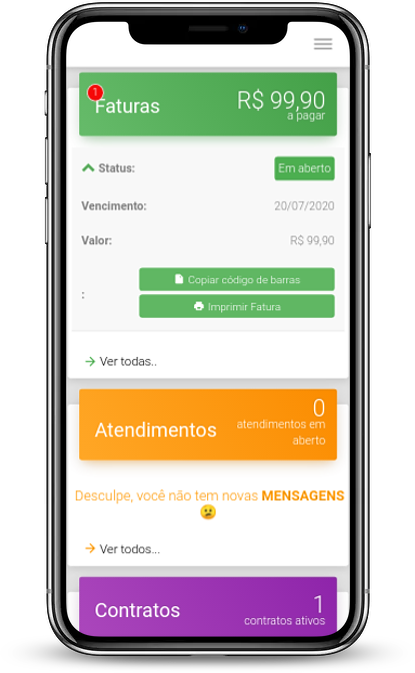 1
Faturas
R$ 99,90
a pagar
Status:
Em aberto
Vencimento:
20/07/2020
Valor:
R$ 99,90
:
Copiar código de barras
Imprimir Fatura
Ver todas..
Atendimentos
0
atendimentos em
aberto
Desculpe, você não tem novas MENSAGENS
Ver todos...
Contratos
1
contratos ativos